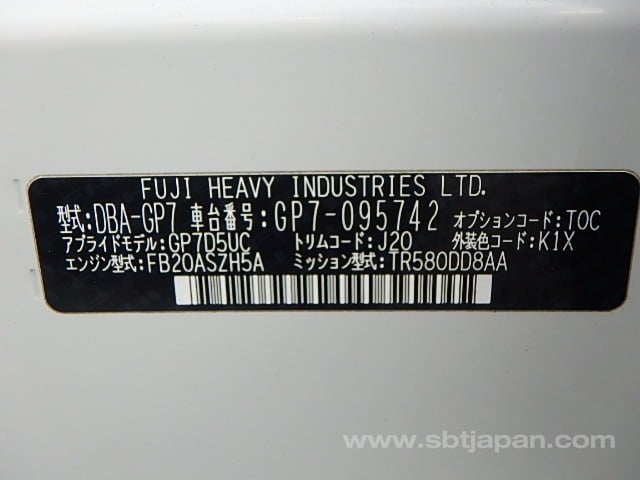 FUJI HEAVY INDUSTRIES LTD.
型式:DBA-GP7 車台番号:GP7-095742 オプションコード:TOC
アプライドモデル:GP7D5UC トリムコード:J20 外装色コード:K1X
エンジン型式:FB20ASZH5A ミッション型式:TR580DD8AA
www.sbtjapan.com